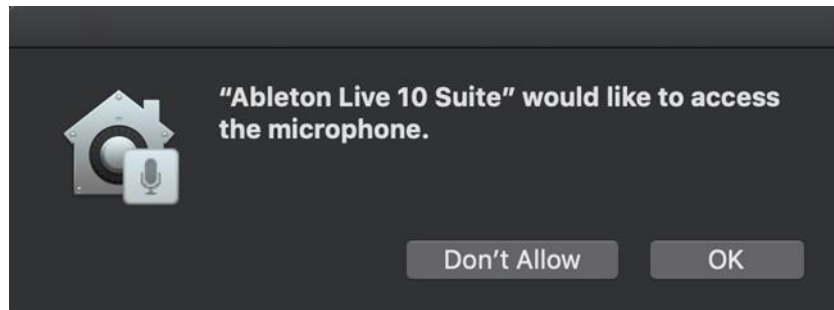 “Ableton Live 10 Suite” would like to access
the microphone.
Don’t Allow
OK